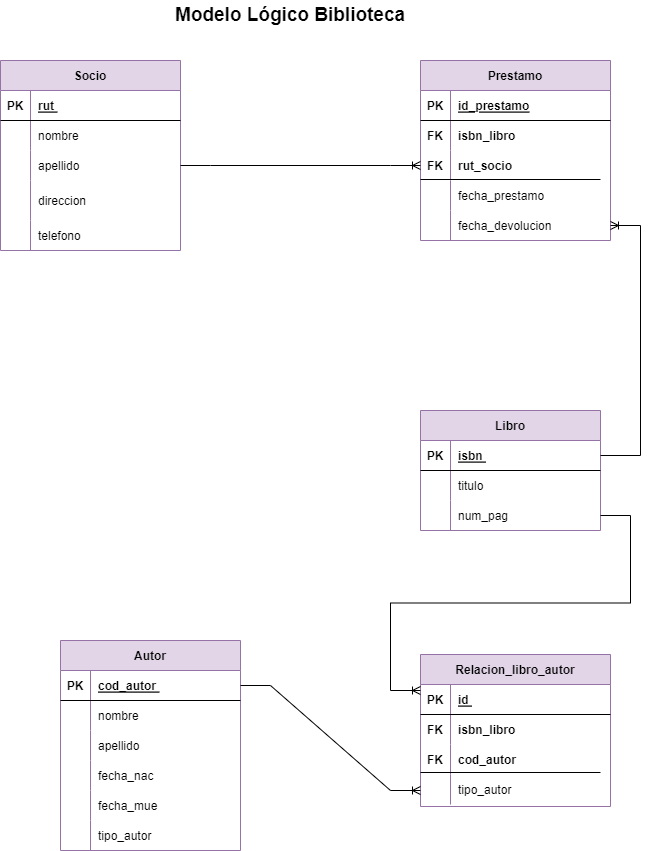 Modelo Lógico Biblioteca
Socio
PK rut
nombre
apellido
direccion
telefono
Prestamo
PK id_prestamo
FK isbn_libro
FK rut_socio
fecha_prestamo
fecha_devolucion
Libro
PK isbn
titulo
num_pag
Autor
PK cod_autor
nombre
apellido
fecha_nac
fecha_mue
tipo_autor
Relacion_libro_autor
PK id
FK isbn_libro
FK cod_autor
tipo_autor